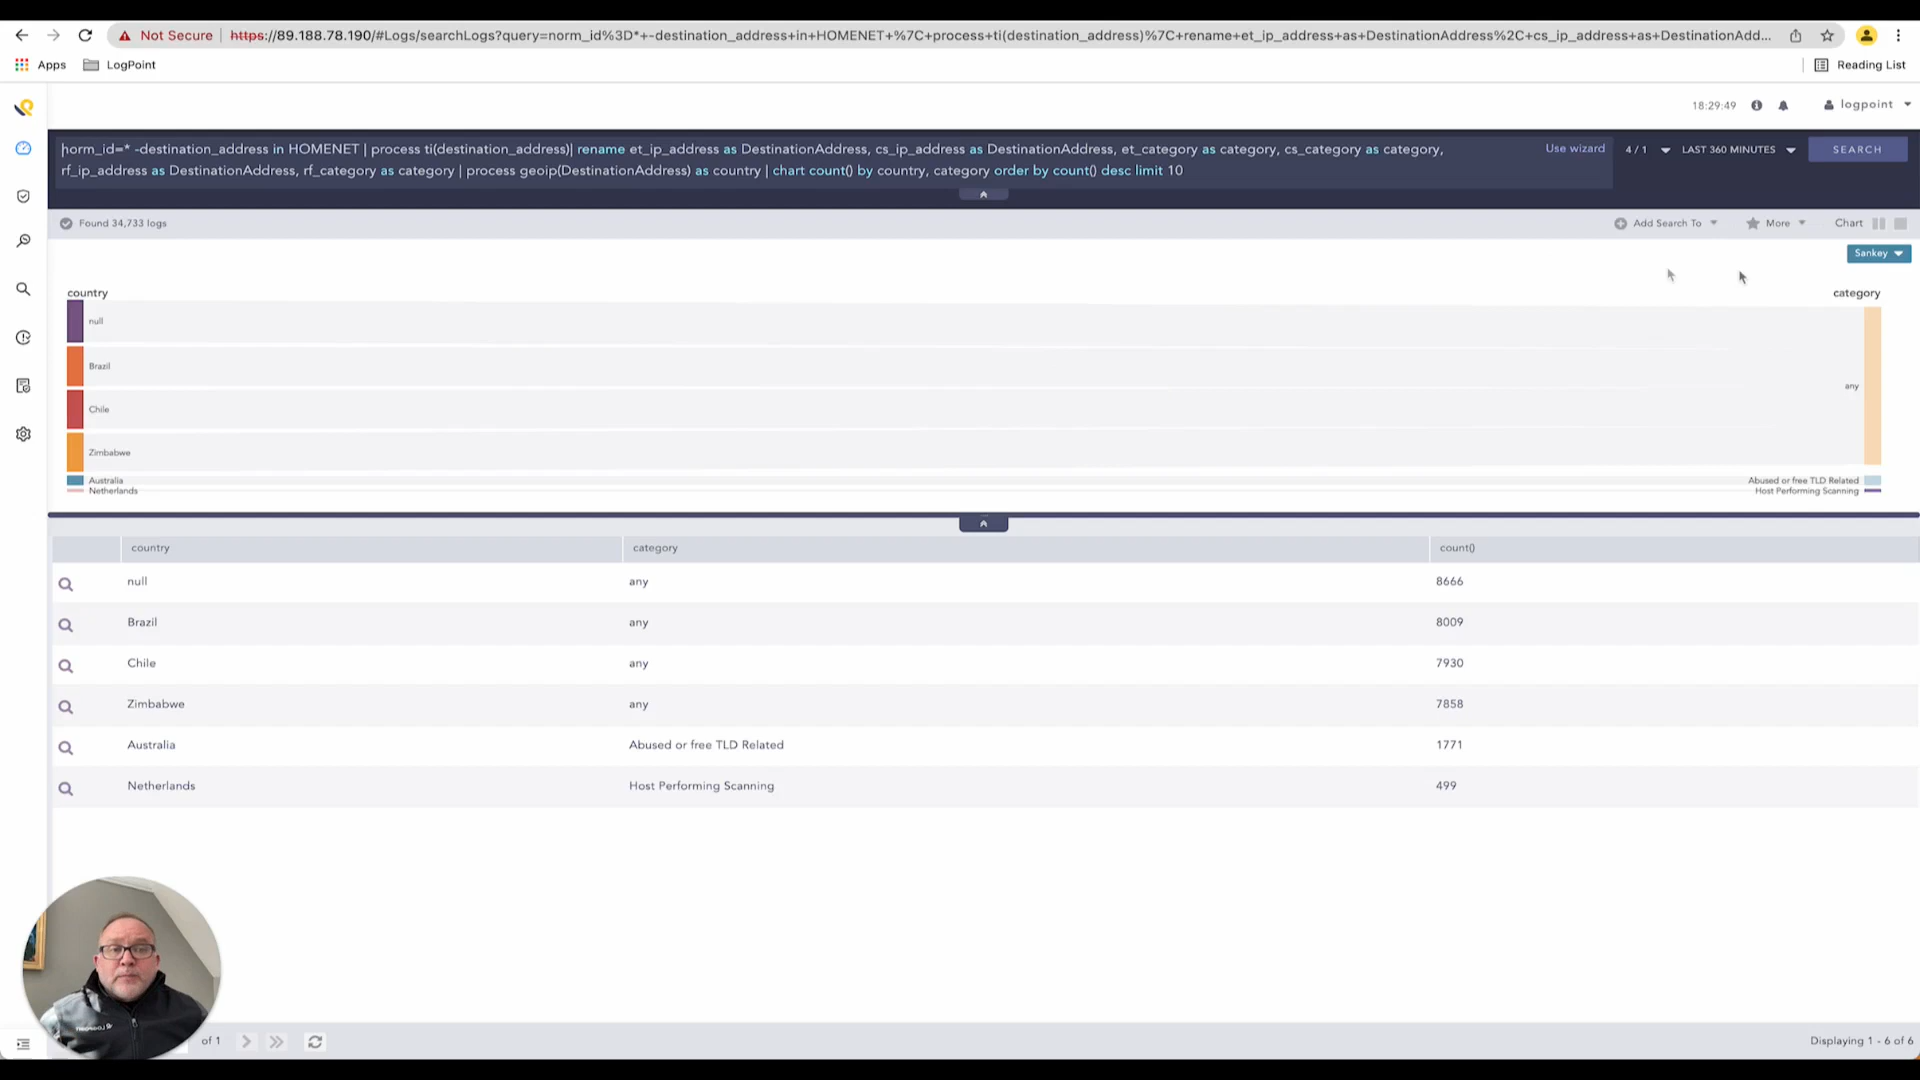 Not Secure https://89.188.78.190/#Logs/searchLogs?query=norm_id%3D*+-destination_address+in+HOMENET+%7C+process+ti(destination_address)%7C+rename+et_ip_address+as+DestinationAddress%2C+cs_ip_address+as+DestinationAdd...
Apps LogPoint Reading List
18:29:49 logpoint
norm_id=* -destination_address in HOMENET | process ti(destination_address)| rename et_ip_address as DestinationAddress, cs_ip_address as DestinationAddress, et_category as category, cs_category as category,
rf_ip_address as DestinationAddress, rf_category as category | process geoip(DestinationAddress) as country | chart count() by country, category order by count() desc limit 10
Use wizard 4 / 1 LAST 360 MINUTES SEARCH
Found 34,733 logs Add Search To More Chart
Sankey
country category
null
Brazil
any
Chile
Zimbabwe
Australia Abused or free TLD Related
Netherlands Host Performing Scanning
country category count()
null any 8666
Brazil any 8009
Chile any 7930
Zimbabwe any 7858
Australia Abused or free TLD Related 1771
Netherlands Host Performing Scanning 499
LOGPOINT
of 1 Displaying 1 - 6 of 6